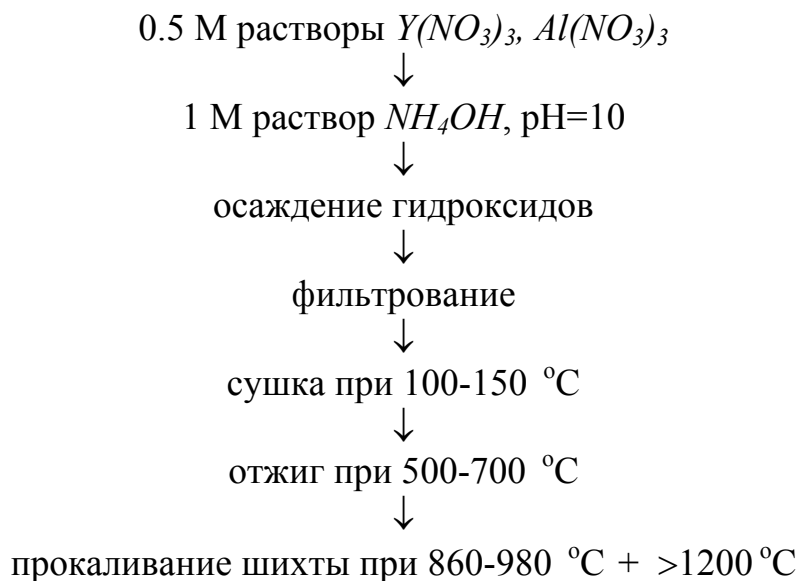 0.5 М растворы Y(NO₃)₃, Al(NO₃)₃
↓
1 М раствор NH₄OH, pH=10
↓
осаждение гидроксидов
↓
фильтрование
↓
сушка при 100-150 °С
↓
отжиг при 500-700 °С
↓
прокаливание шихты при 860-980 °С + >1200 °С